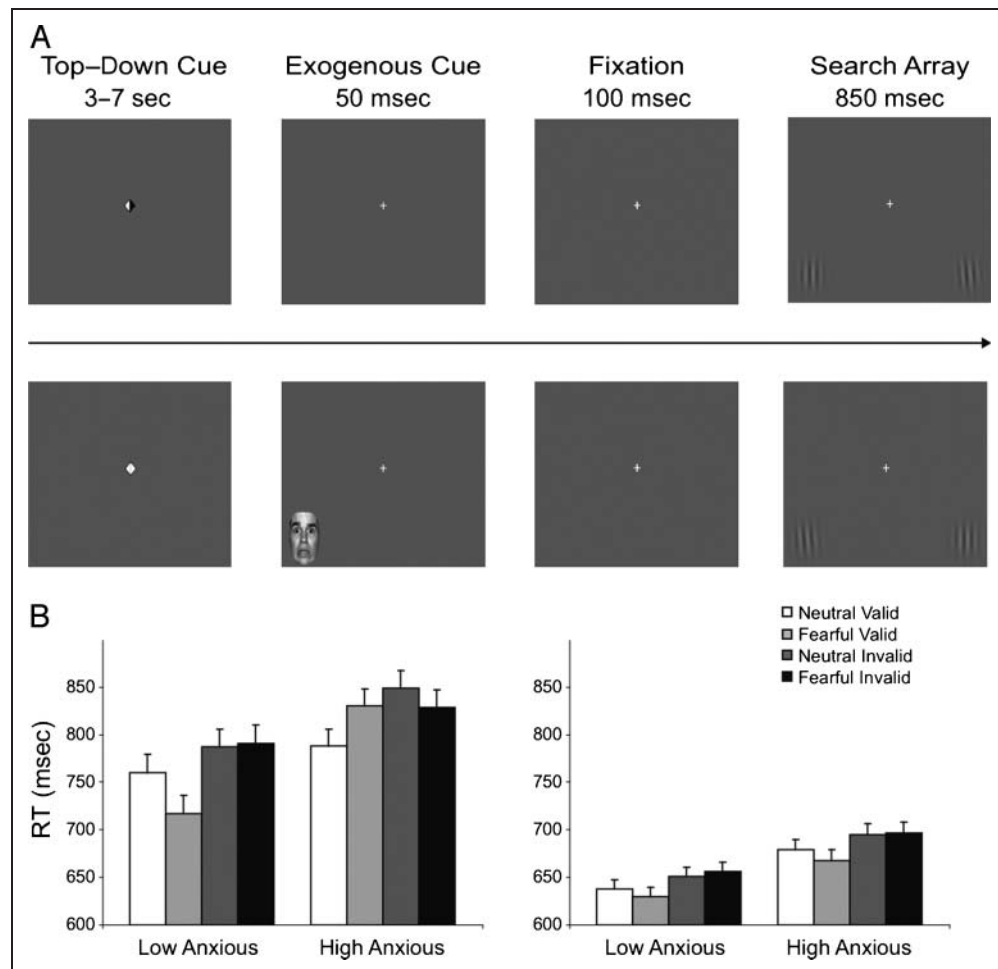 A
Top–Down Cue Exogenous Cue Fixation Search Array
3–7 sec 50 msec 100 msec 850 msec
B
Neutral Valid
Fearful Valid
Neutral Invalid
Fearful Invalid
RT (msec)
850
800
750
700
650
600
Low Anxious High Anxious
850
800
750
700
650
600
Low Anxious High Anxious